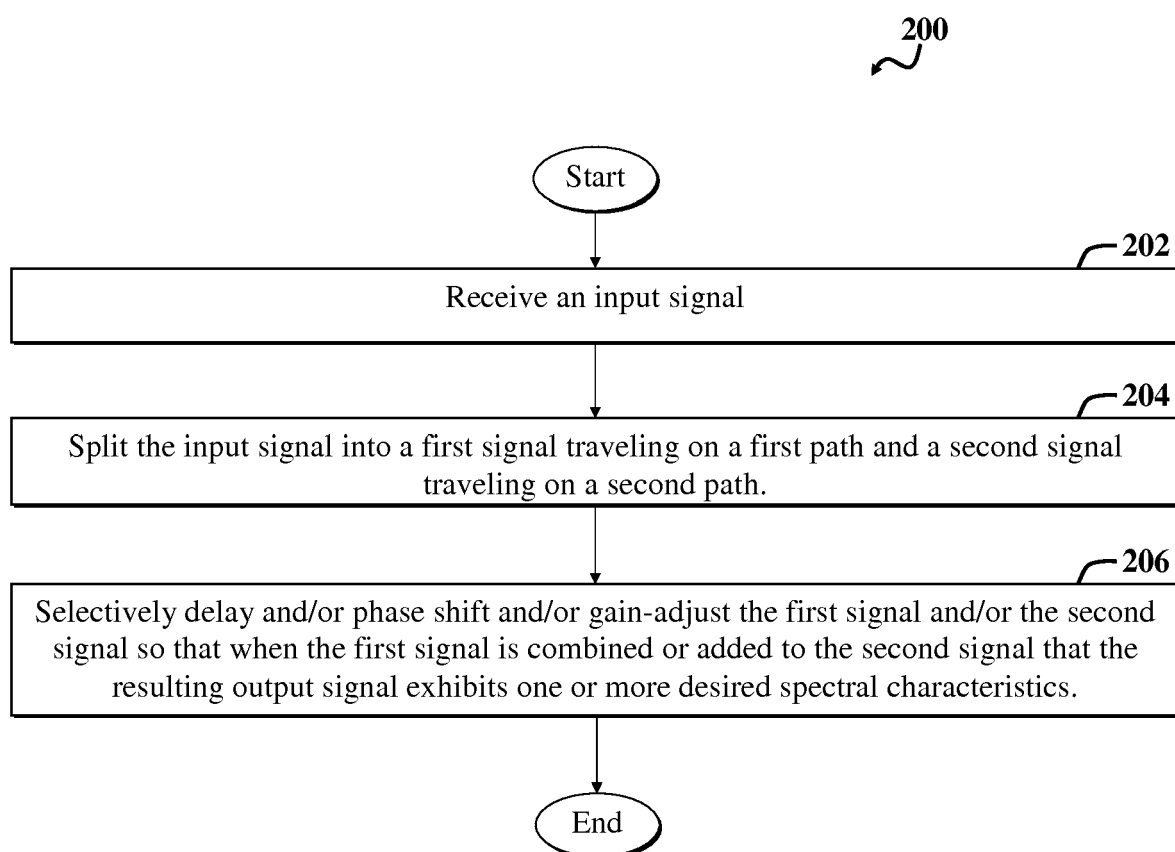 200
Start
202
Receive an input signal
204
Split the input signal into a first signal traveling on a first path and a second signal
traveling on a second path.
206
Selectively delay and/or phase shift and/or gain-adjust the first signal and/or the second
signal so that when the first signal is combined or added to the second signal that the
resulting output signal exhibits one or more desired spectral characteristics.
End